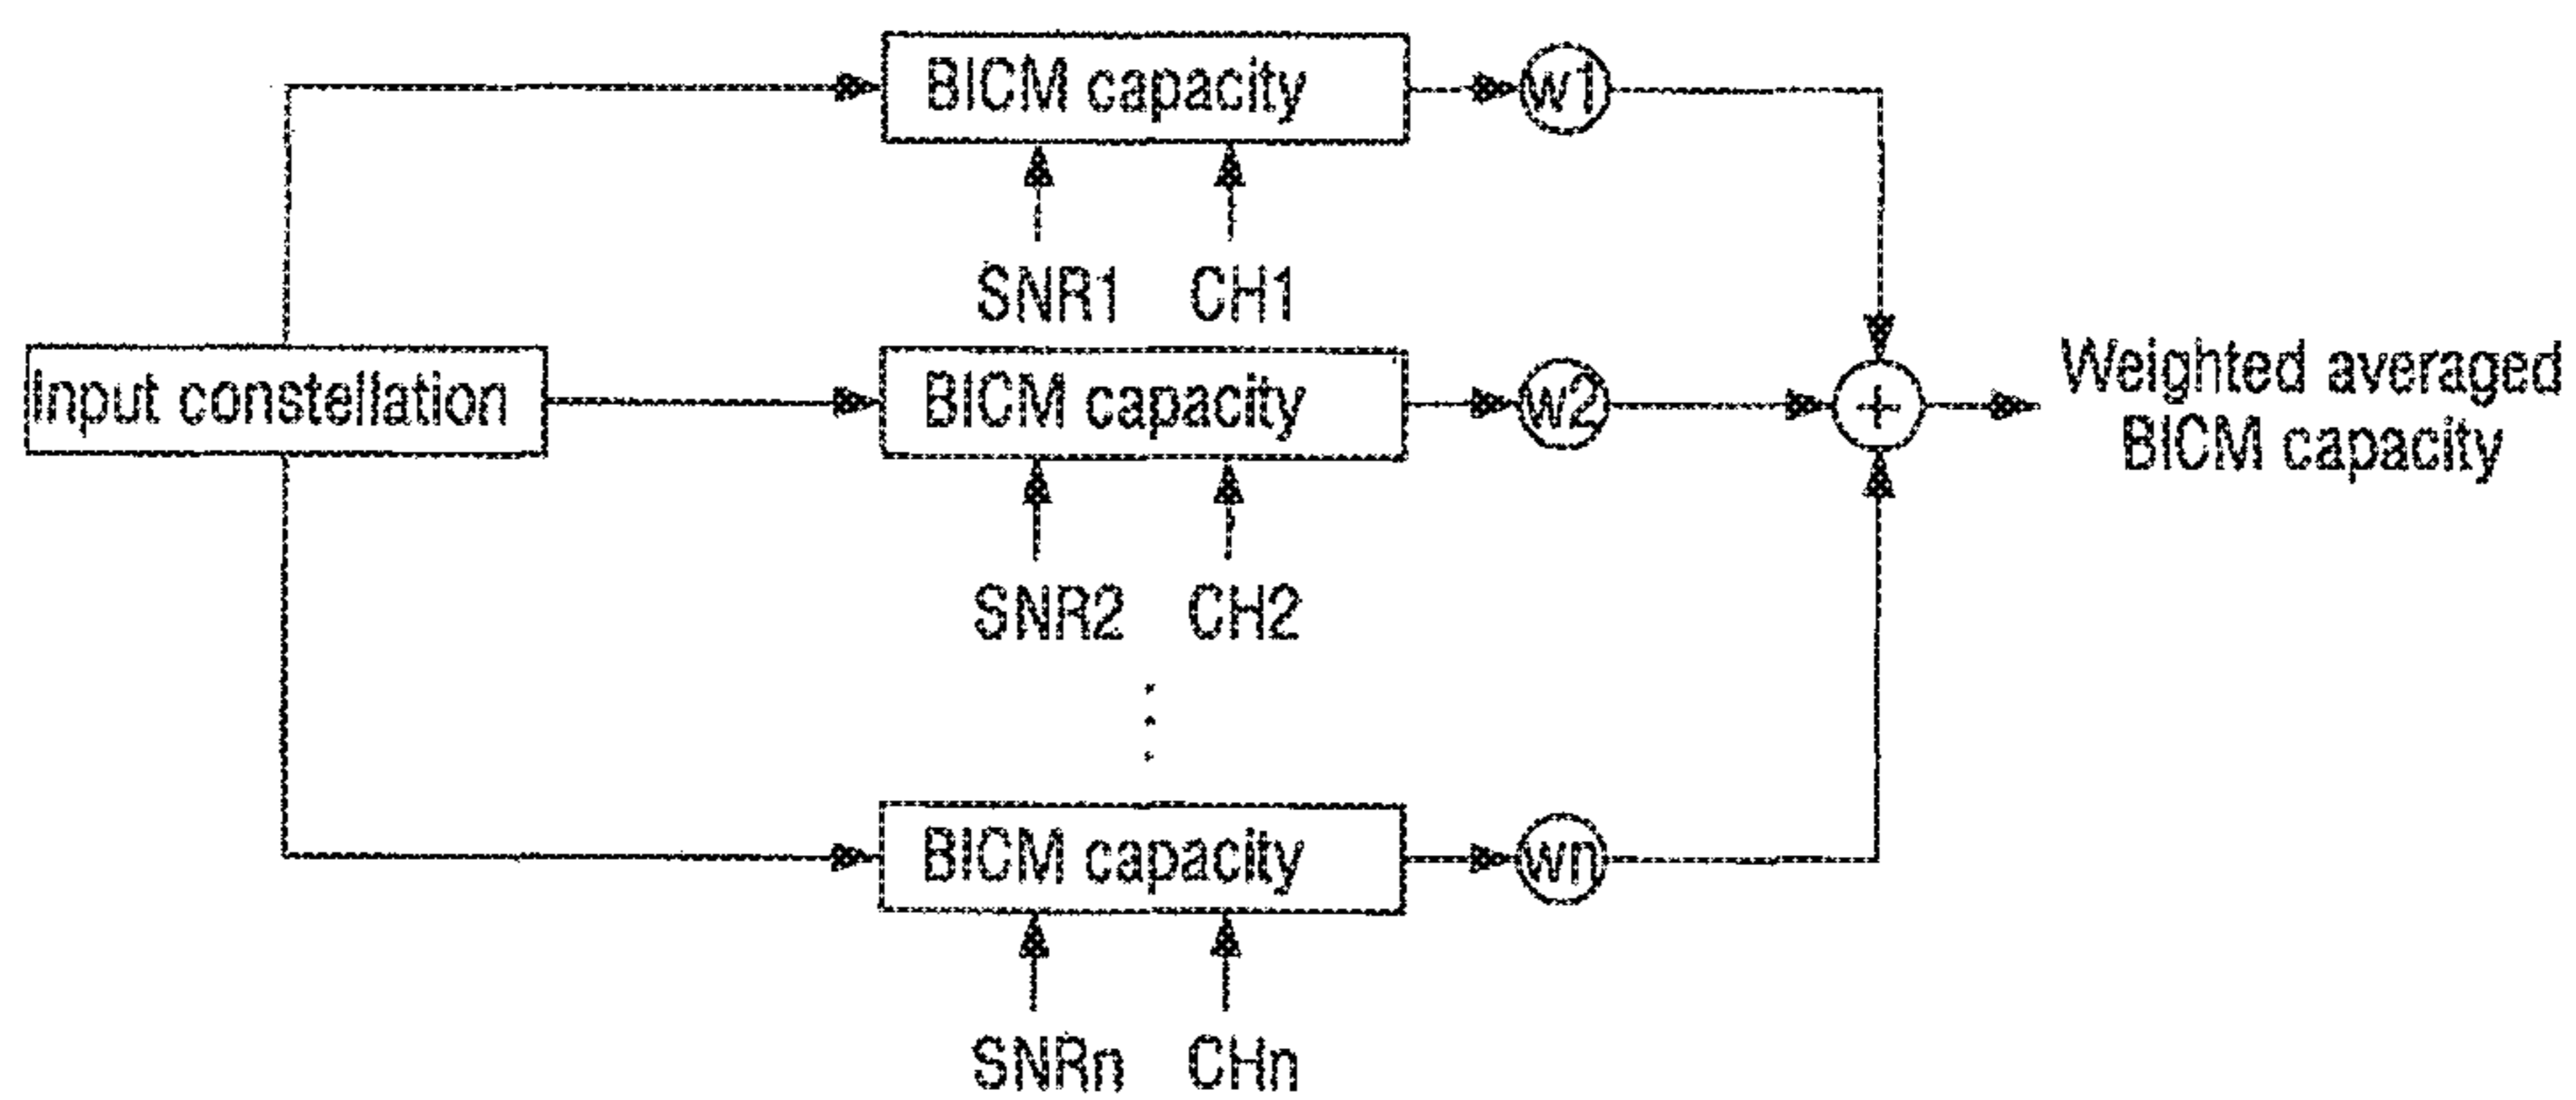 BICM capacity
w1
SNR1 CH1
Input constellation
BICM capacity
w2
+
Weighted averaged
BICM capacity
SNR2 CH2
BICM capacity
wn
SNRn CHn